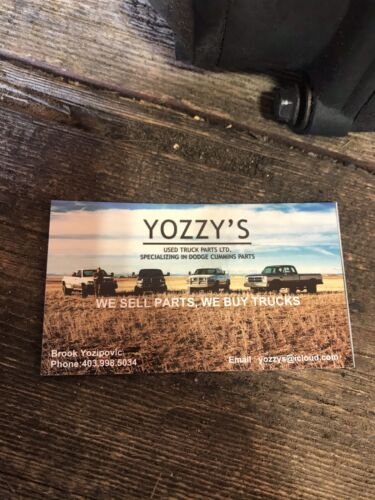 YOZZY'S
USED TRUCK PARTS LTD.
SPECIALIZING IN DODGE CUMMINS PARTS
WE SELL PARTS, WE BUY TRUCKS
Brook Yozipovic
Phone:403.998.5034
Email yozzys@icloud.com